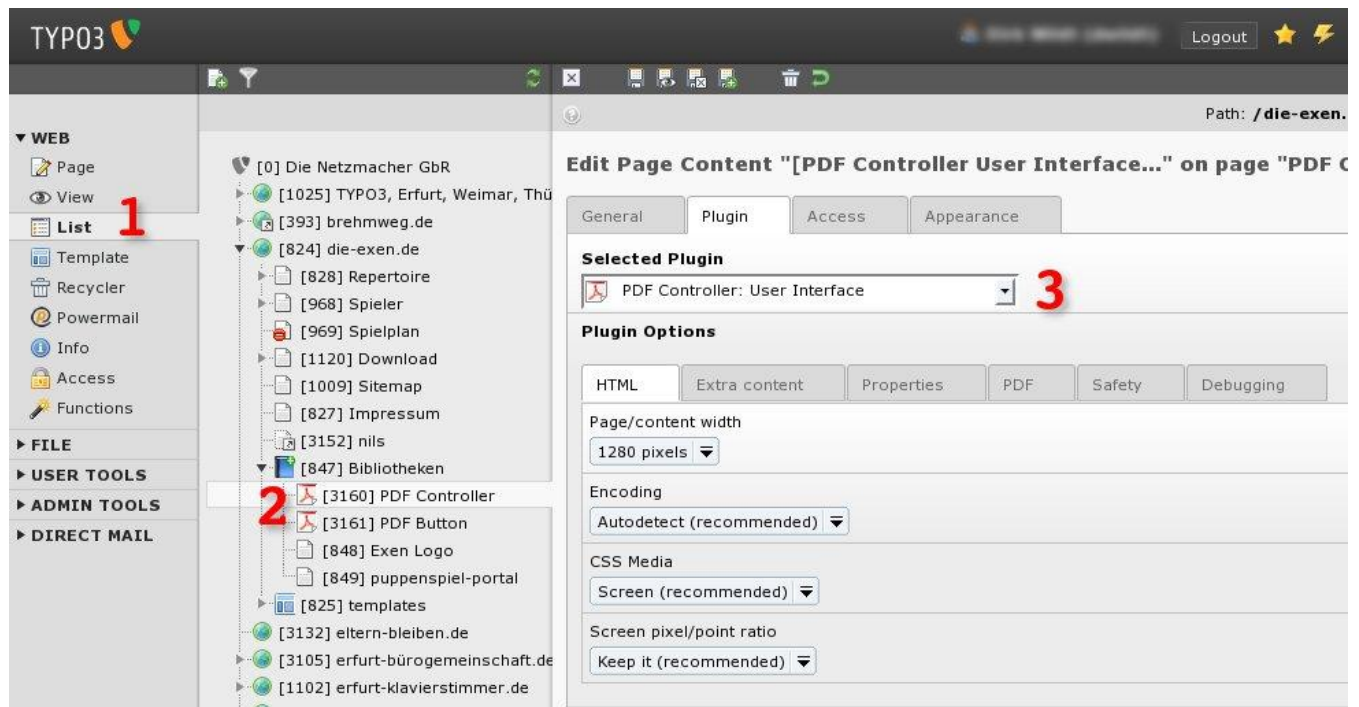 TYPO3
Logout
Path: /die-exen.
WEB
Page
View
List
1
Template
Recycler
Powermail
Info
Access
Functions
FILE
USER TOOLS
ADMIN TOOLS
DIRECT MAIL
[0] Die Netzmacher GbR
[1025] TYPO3, Erfurt, Weimar, Thü
[393] brehmweg.de
[824] die-exen.de
[828] Repertoire
[968] Spieler
[969] Spielplan
[1120] Download
[1009] Sitemap
[827] Impressum
[3152] nils
[847] Bibliotheken
2
[3160] PDF Controller
[3161] PDF Button
[848] Exen Logo
[849] puppenspiel-portal
[825] templates
[3132] eltern-bleiben.de
[3105] erfurt-bürogemeinschaft.de
[1102] erfurt-klavierstimmer.de
Edit Page Content "[PDF Controller User Interface..." on page "PDF C
General Plugin Access Appearance
Selected Plugin
PDF Controller: User Interface
3
Plugin Options
HTML Extra content Properties PDF Safety Debugging
Page/content width
1280 pixels
Encoding
Autodetect (recommended)
CSS Media
Screen (recommended)
Screen pixel/point ratio
Keep it (recommended)